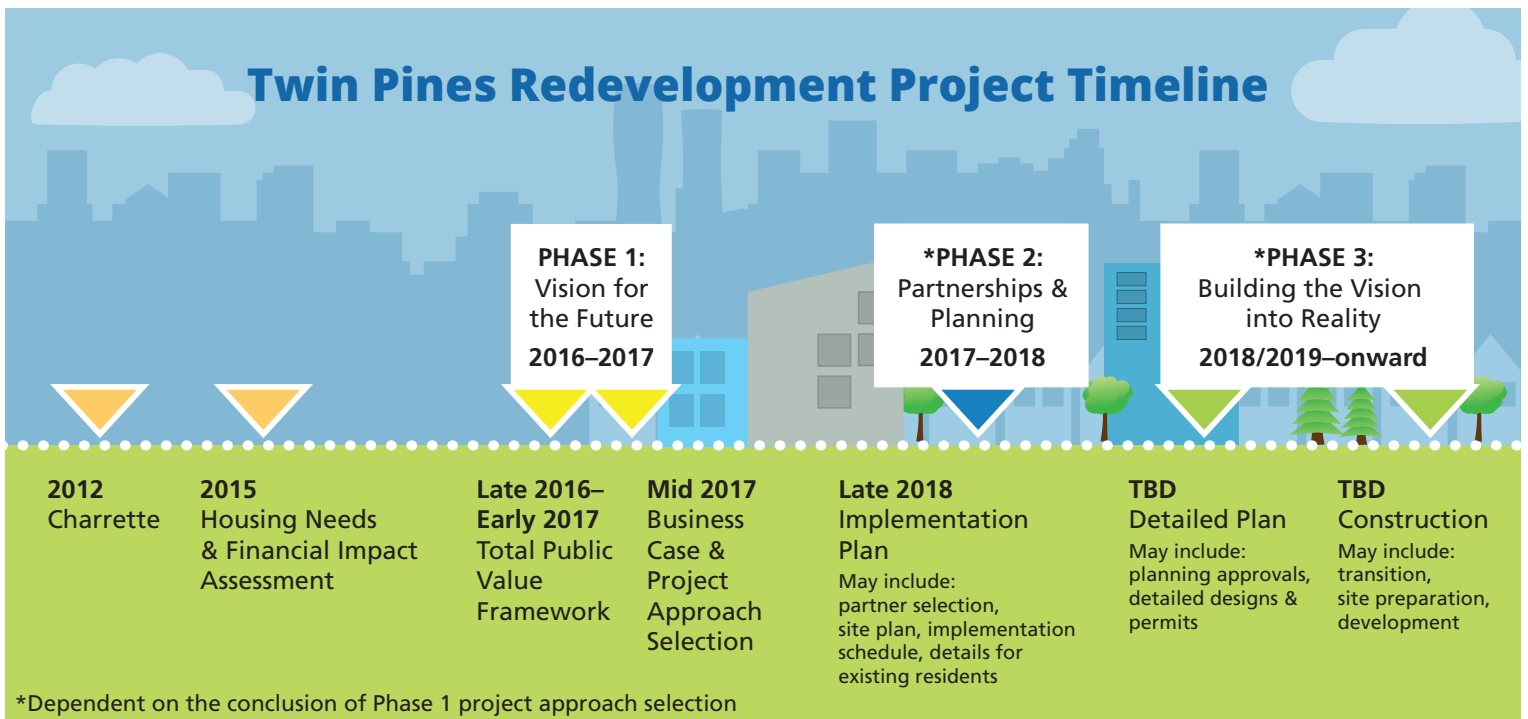 Twin Pines Redevelopment Project Timeline
PHASE 1:
Vision for
the Future
2016–2017
*PHASE 2:
Partnerships &
Planning
2017–2018
*PHASE 3:
Building the Vision
into Reality
2018/2019–onward
2012
Charrette
2015
Housing Needs
& Financial Impact
Assessment
Late 2016–
Early 2017
Total Public
Value
Framework
Mid 2017
Business
Case &
Project
Approach
Selection
Late 2018
Implementation
Plan
May include:
partner selection,
site plan, implementation
schedule, details for
existing residents
TBD
Detailed Plan
May include:
planning approvals,
detailed designs &
permits
TBD
Construction
May include:
transition,
site preparation,
development
*Dependent on the conclusion of Phase 1 project approach selection